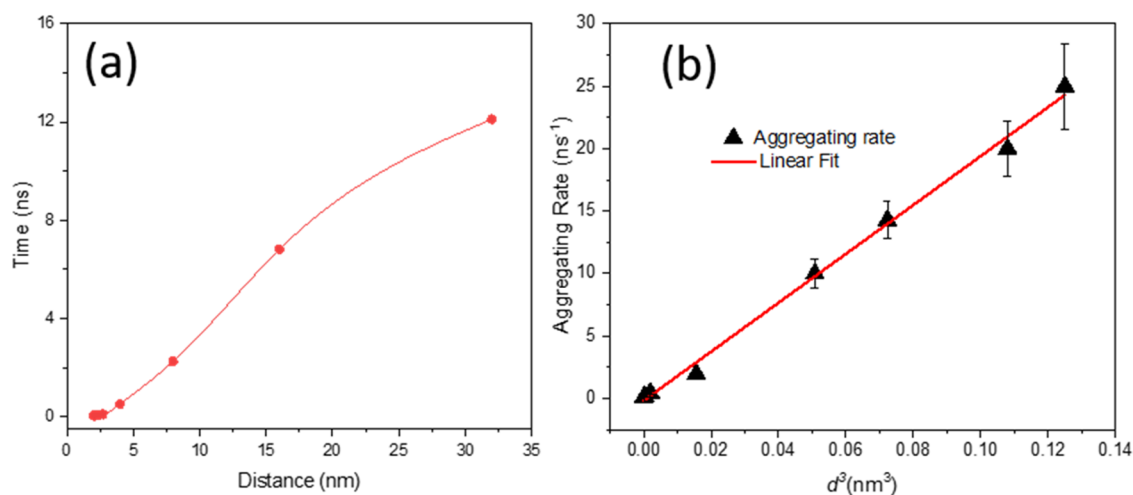 (a)
16
12
8
4
0
Time (ns)
0 5 10 15 20 25 30 35
Distance (nm)
(b)
30
25
20
15
10
5
0
Aggregating Rate (ns⁻¹)
Aggregating rate
Linear Fit
0.00 0.02 0.04 0.06 0.08 0.10 0.12 0.14
d³(nm³)